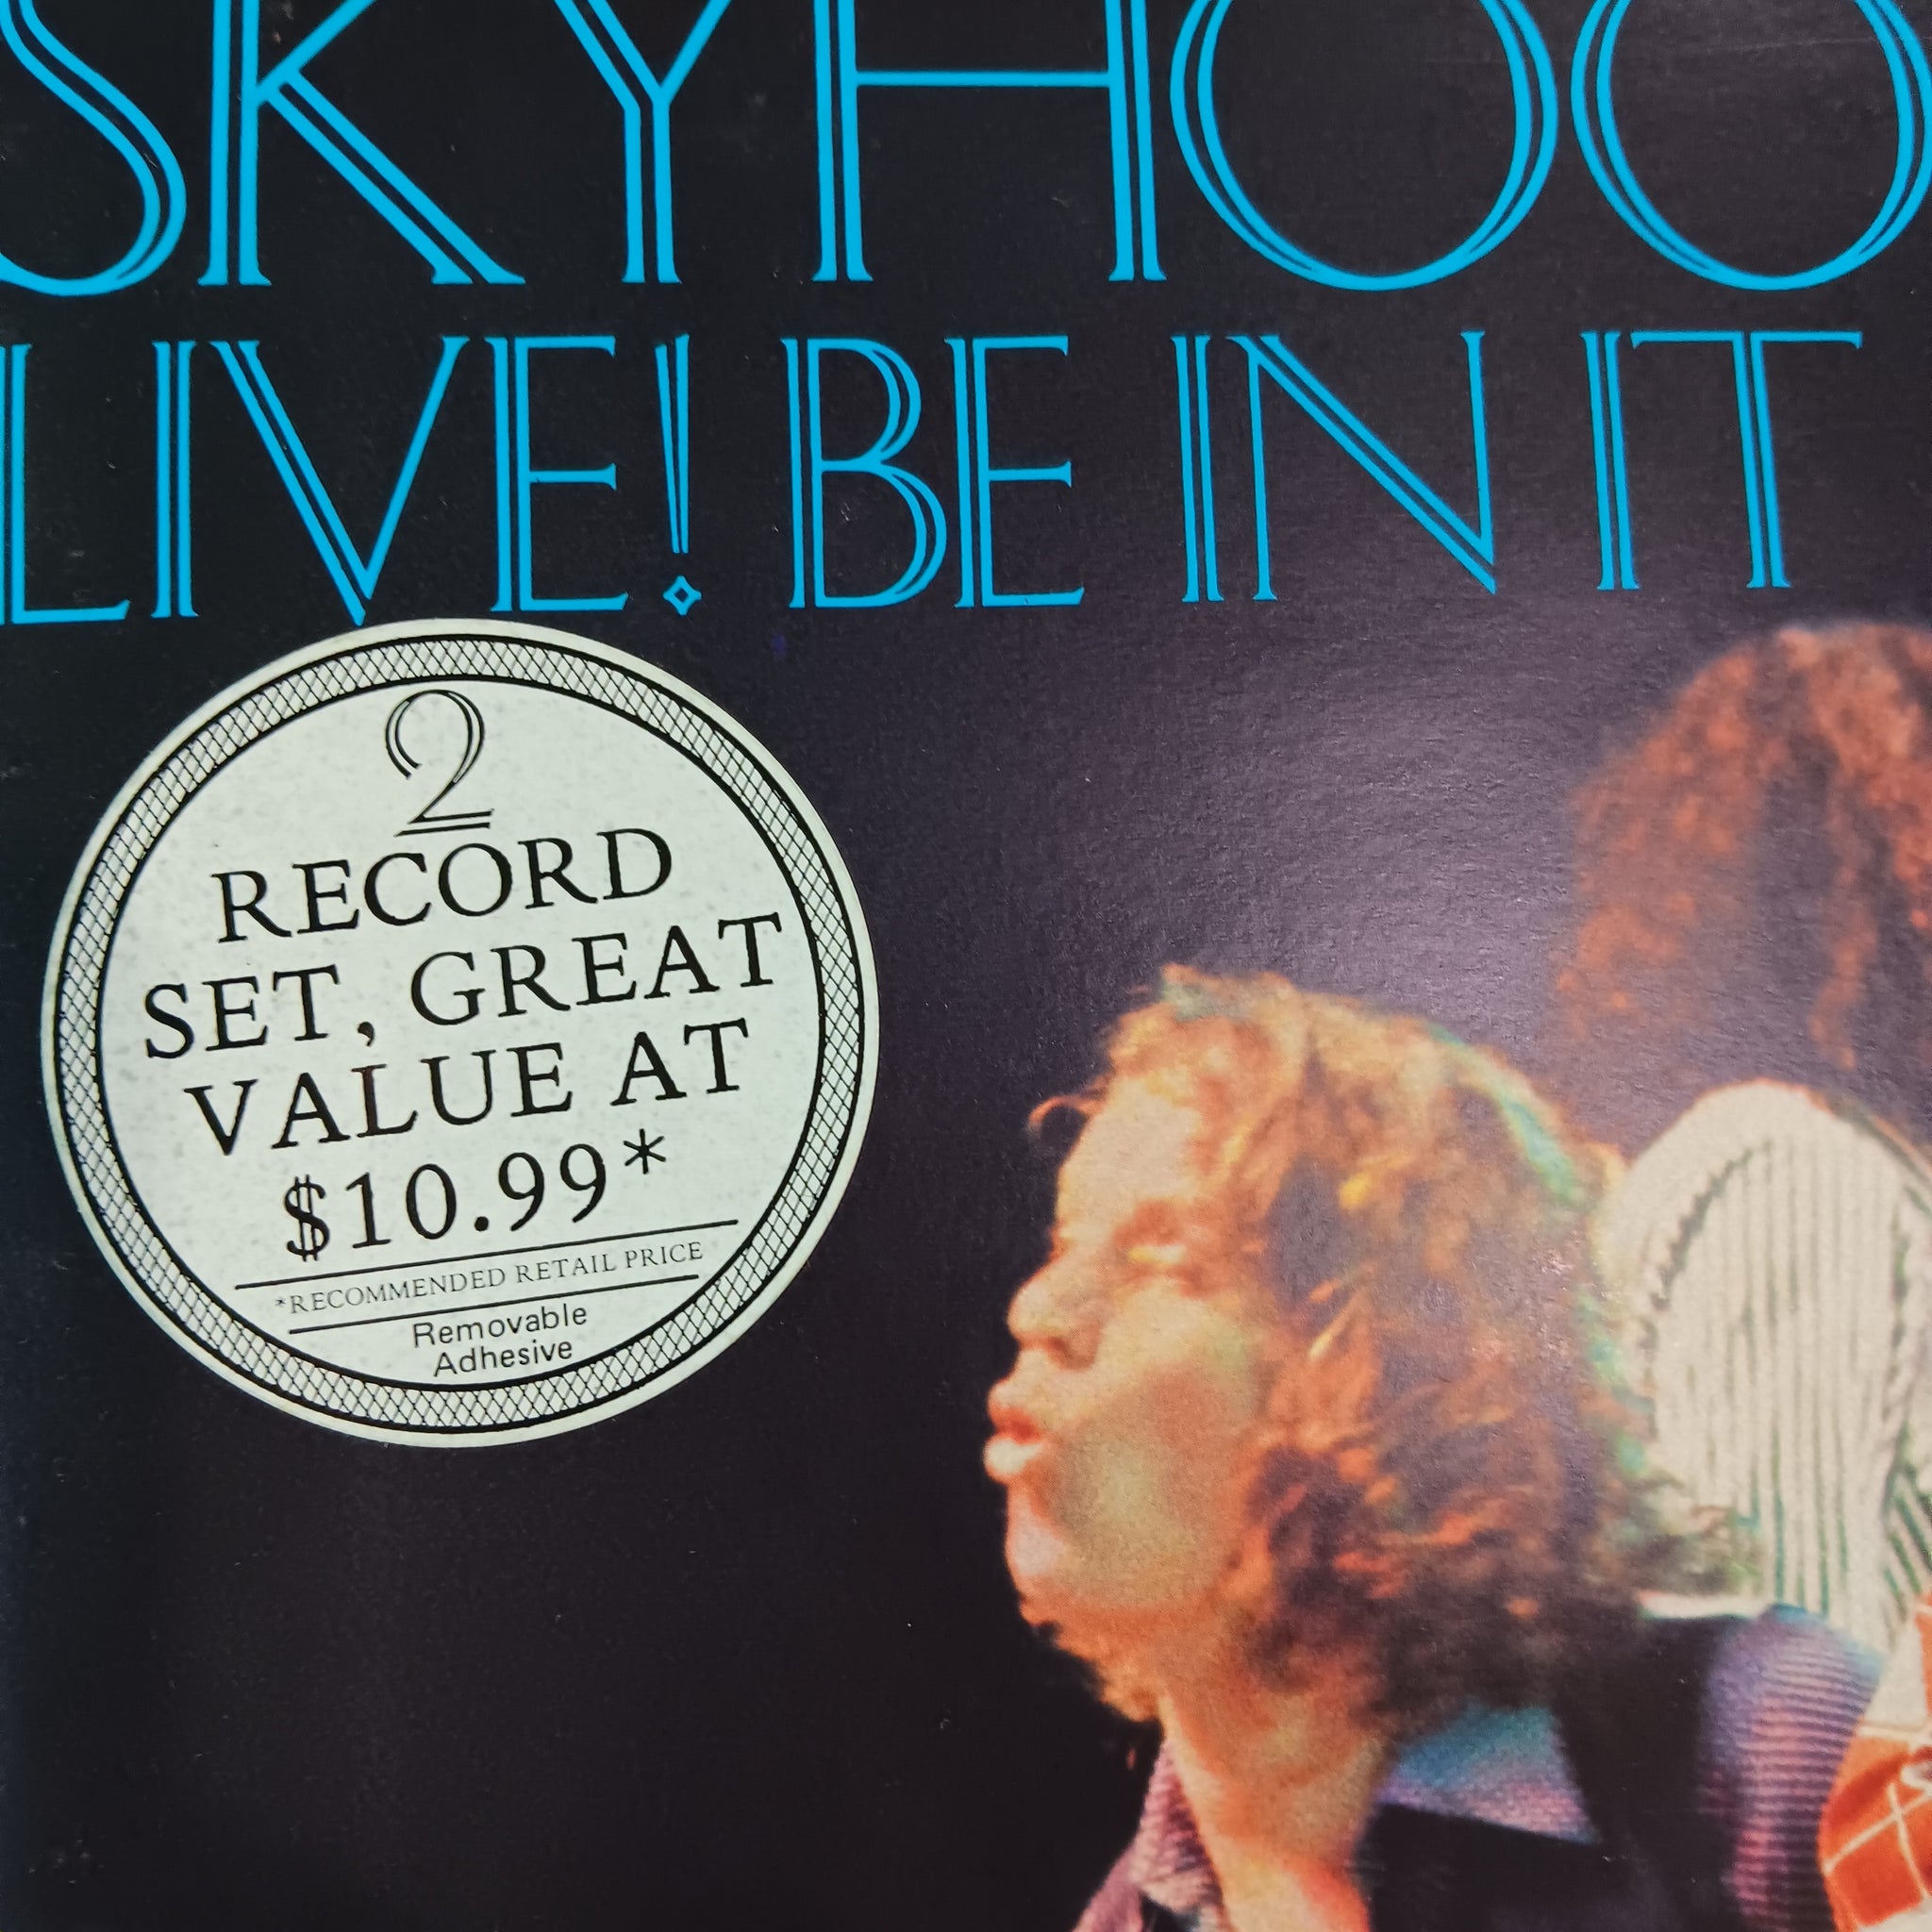 SKYHOO
LIVE! BE IN IT
2
RECORD
SET, GREAT
VALUE AT
$10.99*
*RECOMMENDED RETAIL PRICE
Removable
Adhesive